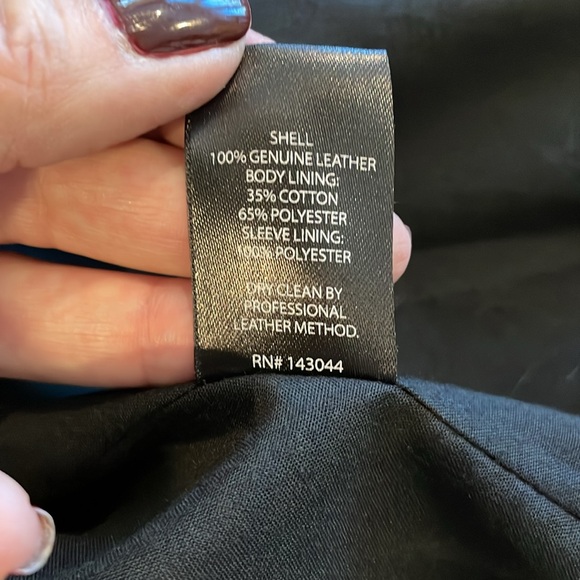 SHELL
100% GENUINE LEATHER
BODY LINING:
35% COTTON
65% POLYESTER
SLEEVE LINING:
100% POLYESTER
DRY CLEAN BY
PROFESSIONAL
LEATHER METHOD.
RN# 143044